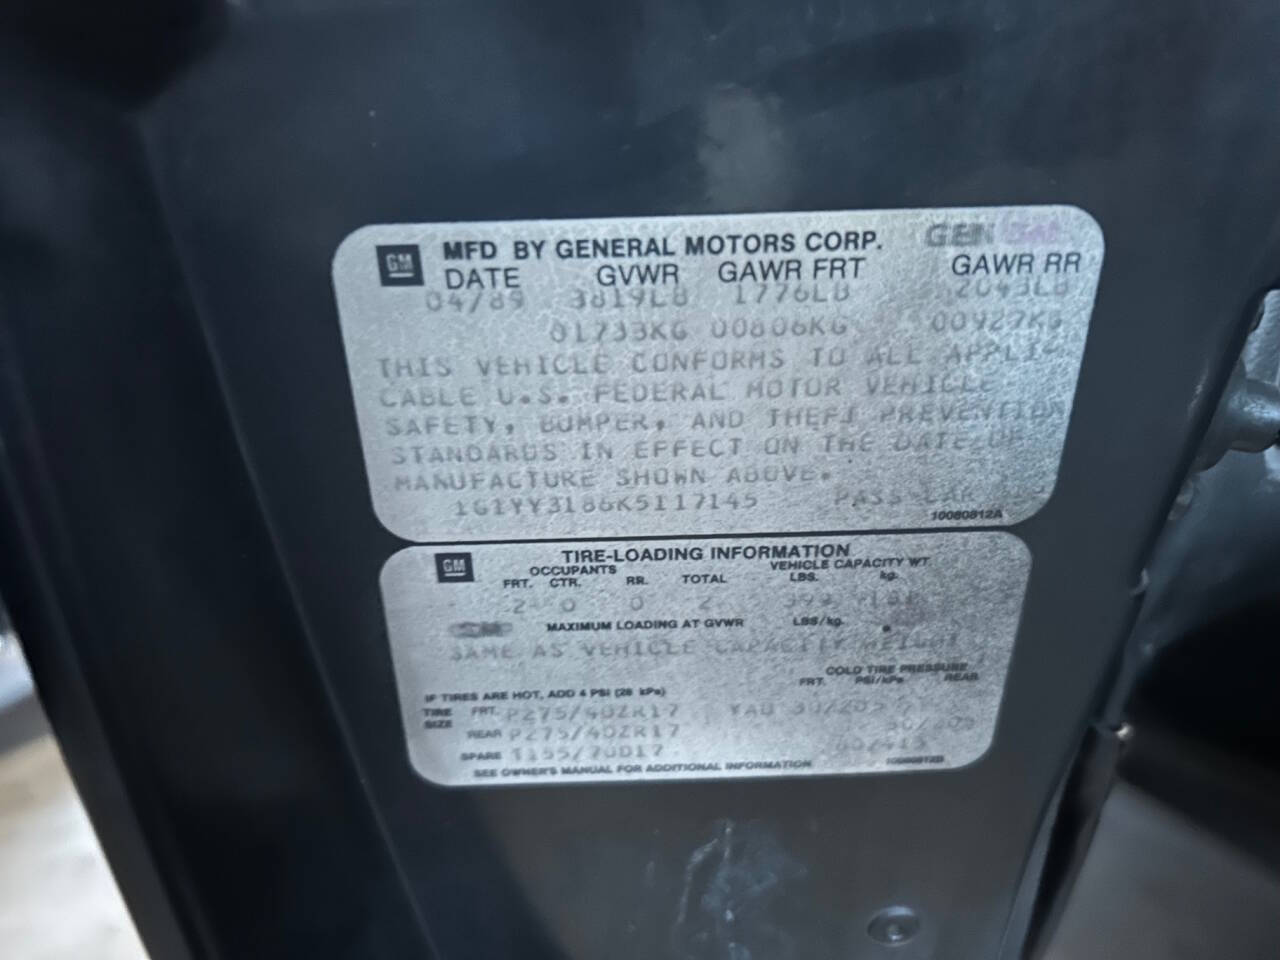 GM MFD BY GENERAL MOTORS CORP. GEN
DATE GVWR GAWR FRT GAWR RR
04/89 3819LB 1776LB 2043LB
01733KG 00806KG 00927KG
THIS VEHICLE CONFORMS TO ALL APPLI-
CABLE U.S. FEDERAL MOTOR VEHICLE
SAFETY, BUMPER, AND THEFT PREVENTION
STANDARDS IN EFFECT ON THE DATE OF
MANUFACTURE SHOWN ABOVE.
1G1YY3186K5117145 PASS CAR
10080812A
GM TIRE-LOADING INFORMATION
OCCUPANTS VEHICLE CAPACITY WT.
FRT. CTR. RR. TOTAL LBS. kg.
2 0 0 2
MAXIMUM LOADING AT GVWR LBS/kg.
SAME AS VEHICLE CAPACITY WEIGHT
COLD TIRE PRESSURE
FRT. PSI/kPa REAR
IF TIRES ARE HOT, ADD 4 PSI (28 kPa)
TIRE SIZE FRT. P275/40ZR17
REAR P275/40ZR17
SPARE T155/70D17
SEE OWNER'S MANUAL FOR ADDITIONAL INFORMATION 10080812B